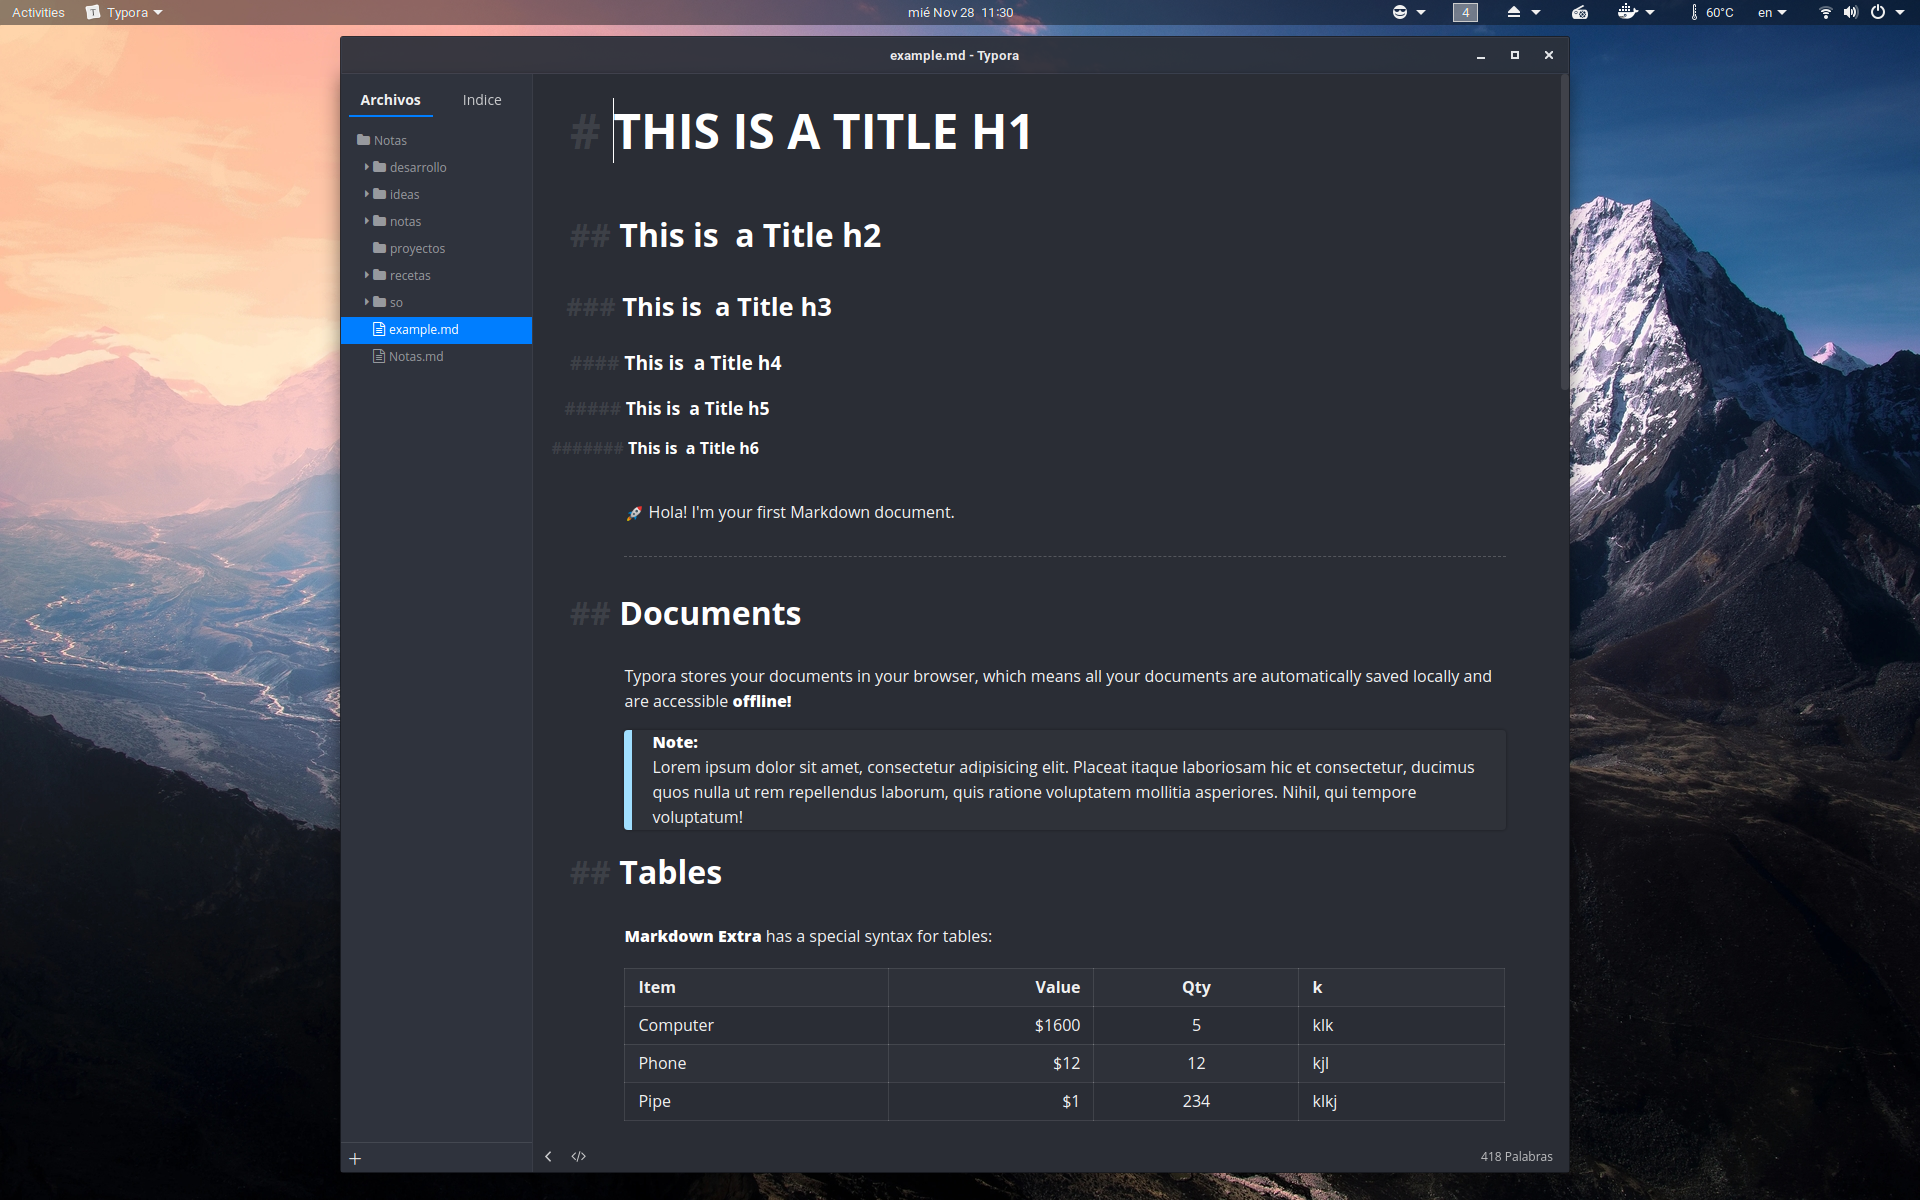 Activities
Typora
mié Nov 28 11:30
4
60°C
en
example.md - Typora
Archivos
Indice
Notas
desarrollo
ideas
notas
proyectos
recetas
so
example.md
Notas.md
# THIS IS A TITLE H1
## This is  a Title h2
### This is  a Title h3
#### This is  a Title h4
##### This is  a Title h5
####### This is  a Title h6
🚀 Hola! I'm your first Markdown document.
## Documents
Typora stores your documents in your browser, which means all your documents are automatically saved locally and
are accessible offline!
Note:
Lorem ipsum dolor sit amet, consectetur adipisicing elit. Placeat itaque laboriosam hic et consectetur, ducimus
quos nulla ut rem repellendus laborum, quis ratione voluptatem mollitia asperiores. Nihil, qui tempore
voluptatum!
## Tables
Markdown Extra has a special syntax for tables:
Item Value Qty k
Computer $1600 5 klk
Phone $12 12 kjl
Pipe $1 234 klkj
+
</>
418 Palabras